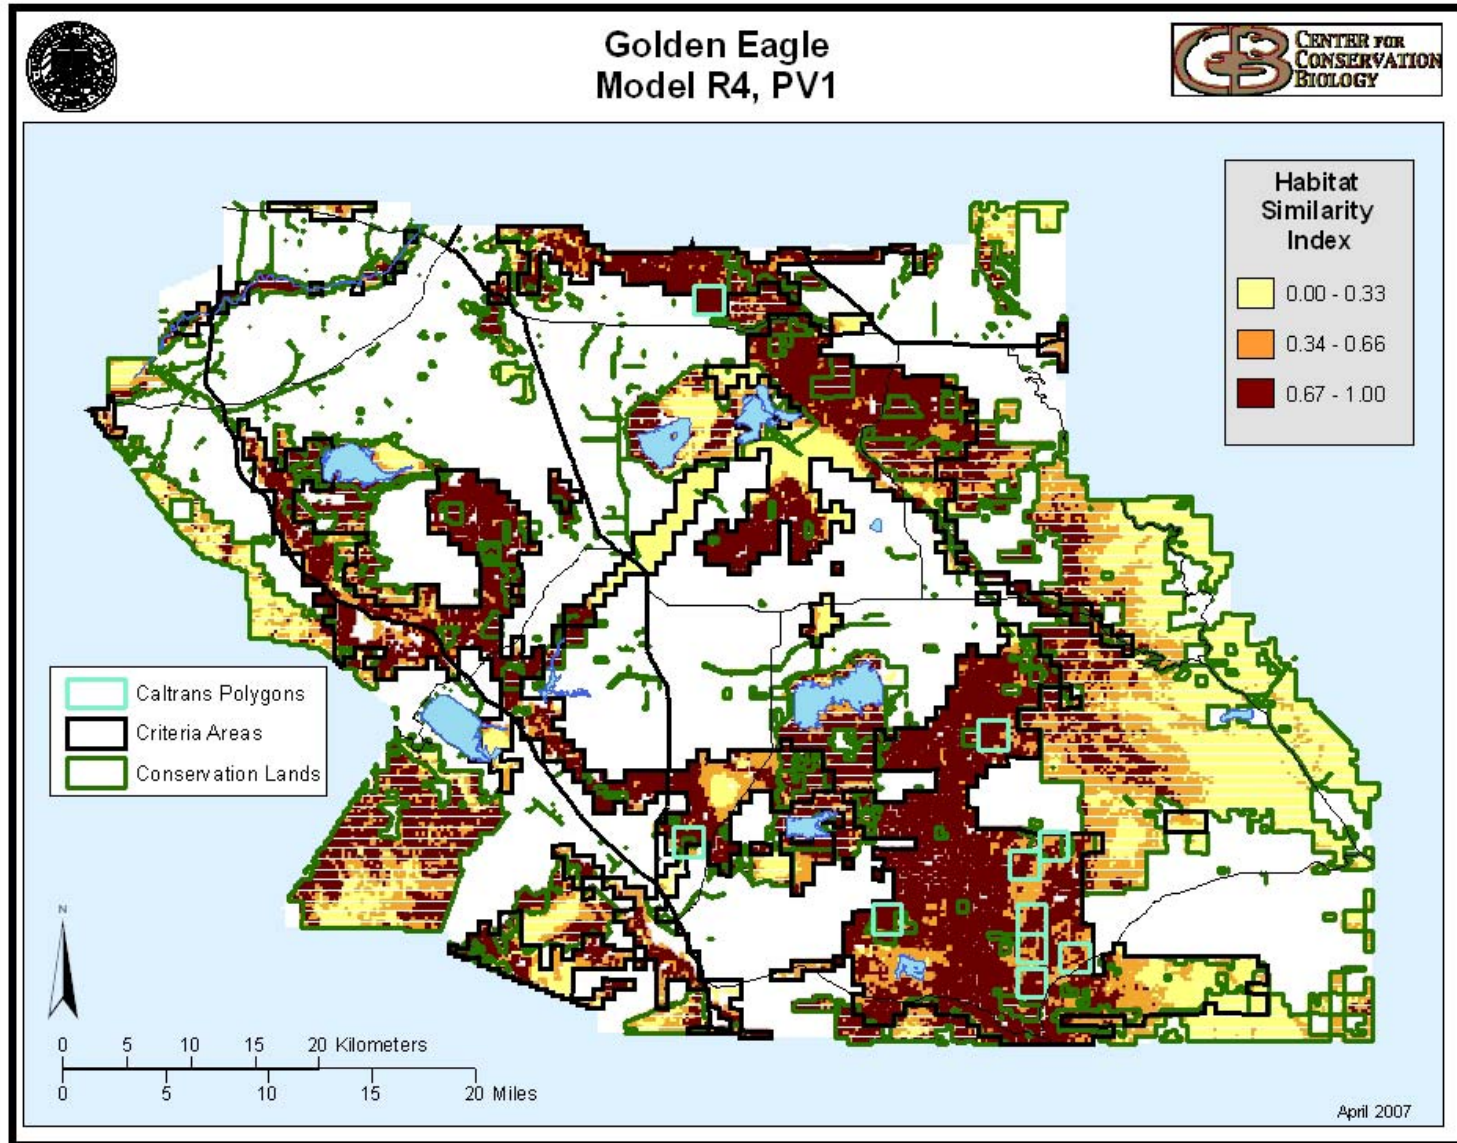 Golden Eagle
Model R4, PV1
CENTER FOR
CONSERVATION
BIOLOGY
Habitat
Similarity
Index
0.00 - 0.33
0.34 - 0.66
0.67 - 1.00
Caltrans Polygons
Criteria Areas
Conservation Lands
N
0 5 10 15 20 Kilometers
0 5 10 15 20 Miles
April 2007